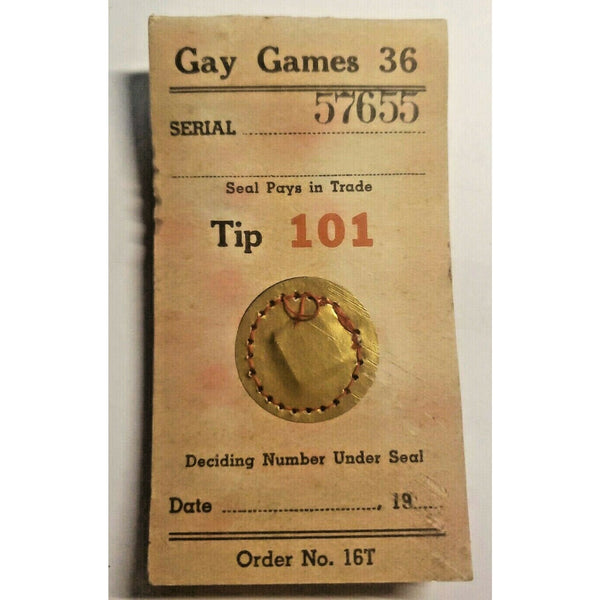 Gay Games 36
57655
SERIAL
Seal Pays in Trade
Tip 101
Deciding Number Under Seal
Date , 19
Order No. 16T